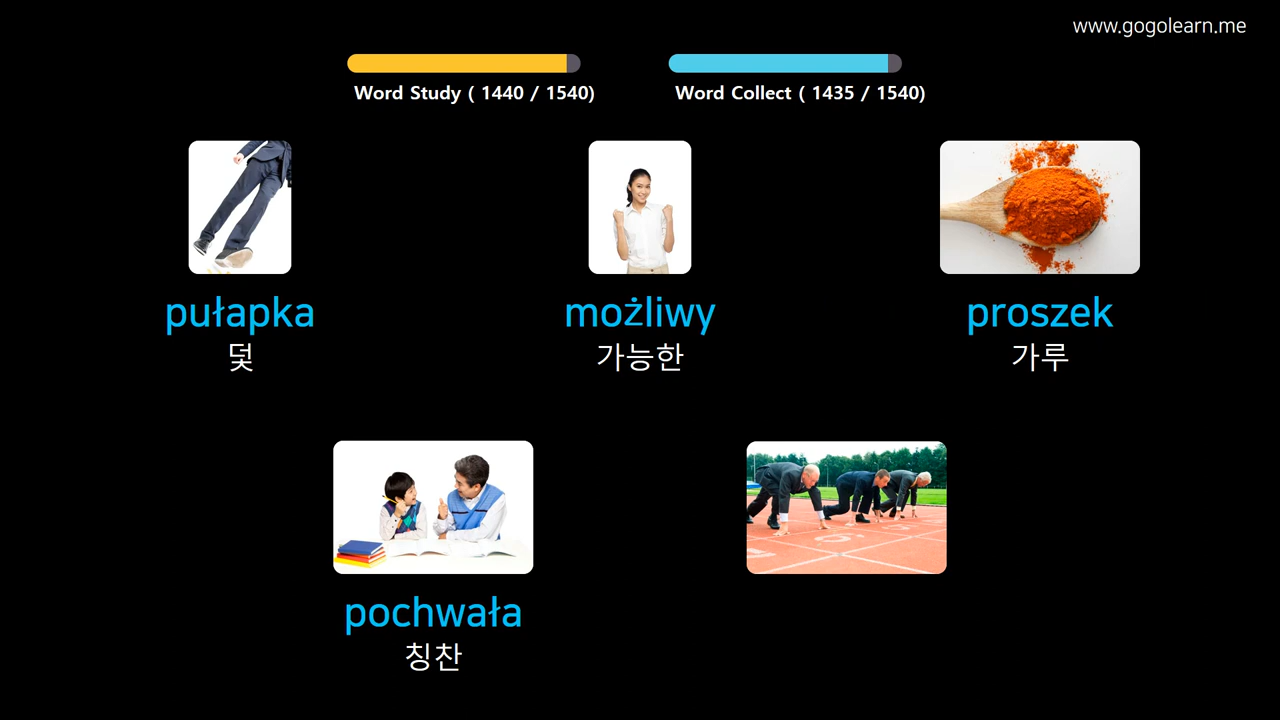 www.gogolearn.me
Word Study ( 1440 / 1540)
Word Collect ( 1435 / 1540)
pułapka
덫
możliwy
가능한
proszek
가루
pochwała
칭찬